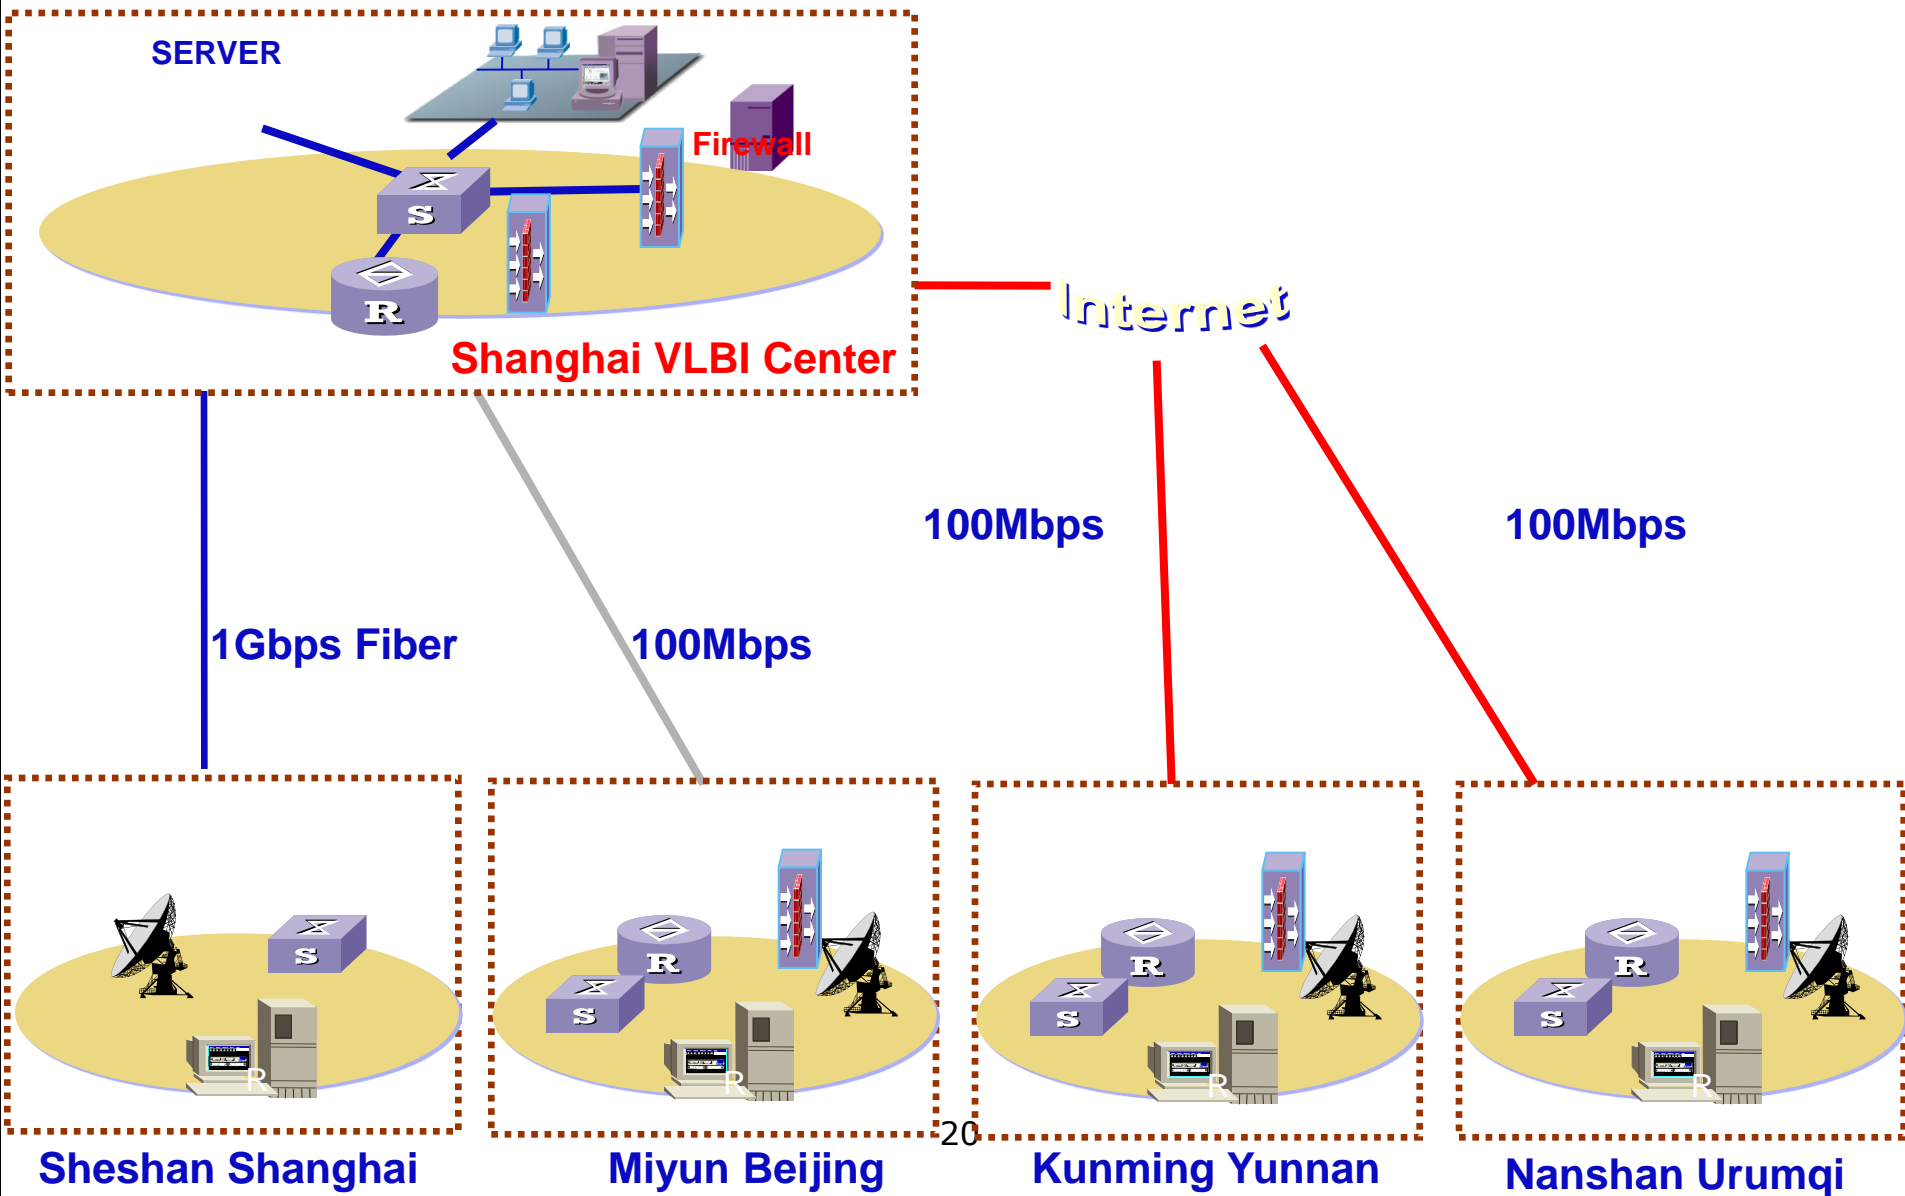 SERVER
Firewall
S
R
Shanghai VLBI Center
Internet
100Mbps
100Mbps
1Gbps Fiber
100Mbps
S
R
R
S
R
R
S
R
R
S
R
20
Sheshan Shanghai
Miyun Beijing
Kunming Yunnan
Nanshan Urumqi